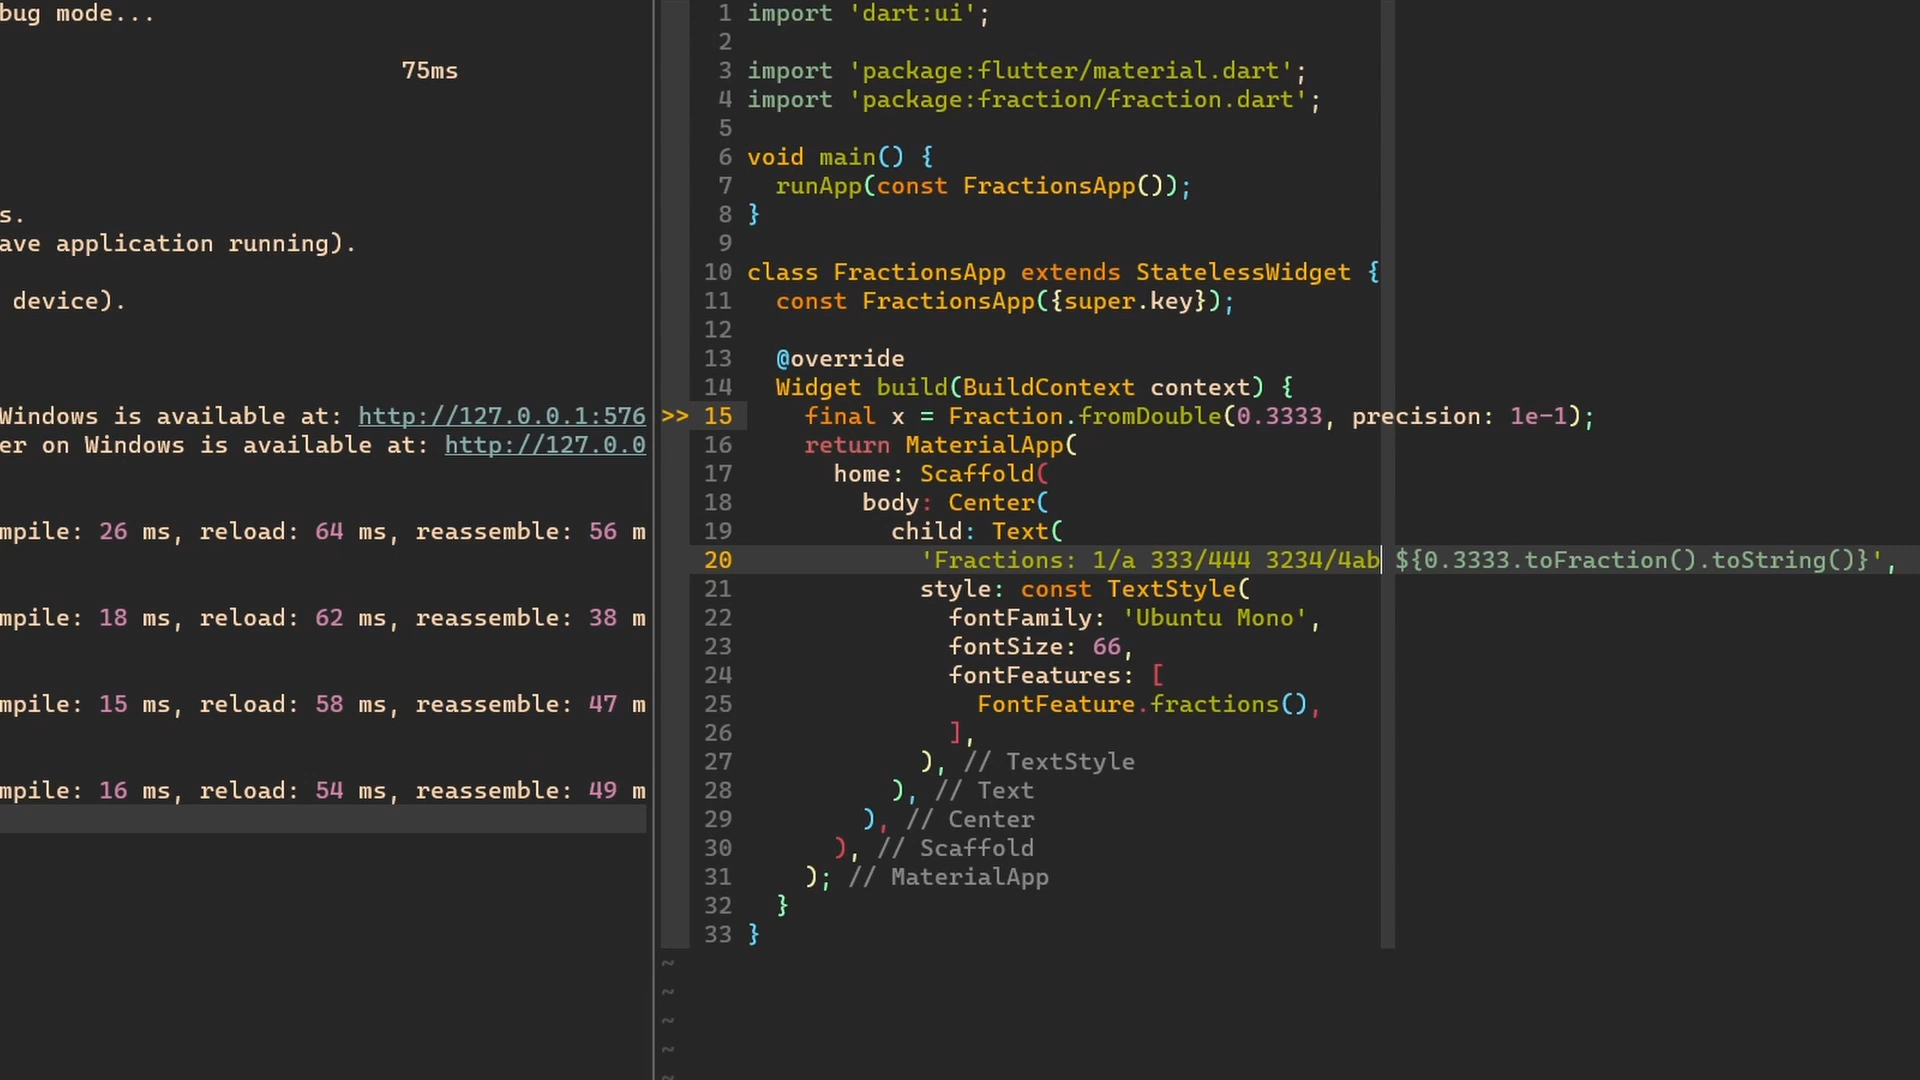 bug mode...
75ms
s.
ave application running).
device).
Windows is available at: http://127.0.0.1:576
er on Windows is available at: http://127.0.0
mpile: 26 ms, reload: 64 ms, reassemble: 56 m
mpile: 18 ms, reload: 62 ms, reassemble: 38 m
mpile: 15 ms, reload: 58 ms, reassemble: 47 m
mpile: 16 ms, reload: 54 ms, reassemble: 49 m
1 import 'dart:ui';
2
3 import 'package:flutter/material.dart';
4 import 'package:fraction/fraction.dart';
5
6 void main() {
7   runApp(const FractionsApp());
8 }
9
10 class FractionsApp extends StatelessWidget {
11   const FractionsApp({super.key});
12
13   @override
14   Widget build(BuildContext context) {
>> 15     final x = Fraction.fromDouble(0.3333, precision: 1e-1);
16     return MaterialApp(
17       home: Scaffold(
18         body: Center(
19           child: Text(
20             'Fractions: 1/a 333/444 3234/4ab ${0.3333.toFraction().toString()}',
21             style: const TextStyle(
22               fontFamily: 'Ubuntu Mono',
23               fontSize: 66,
24               fontFeatures: [
25                 FontFeature.fractions(),
26               ],
27             ), // TextStyle
28           ), // Text
29         ), // Center
30       ), // Scaffold
31     ); // MaterialApp
32   }
33 }
~
~
~
~
~